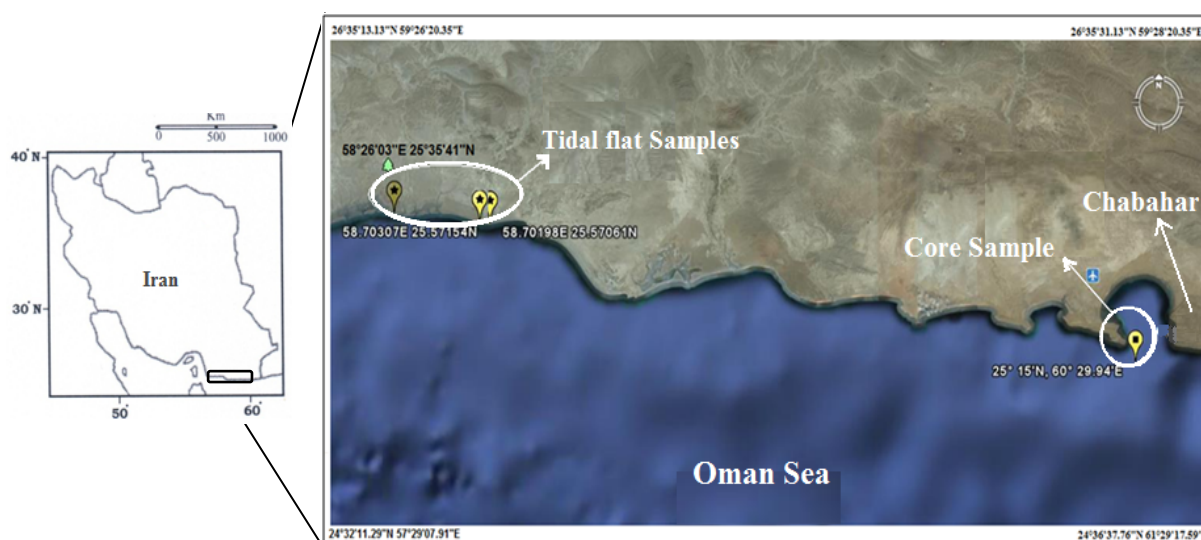 26°35'13.13"N 59°26'20.35"E
26°35'31.13"N 59°28'20.35"E
N
Km
0 500 1000
40°N
30°N
50°
60°
Iran
Tidal flat Samples
58°26'03"E 25°35'41"N
58.70307E 25.57154N
58.70198E 25.57061N
Chabahar
Core Sample
25° 15'N, 60° 29.94'E
Oman Sea
24°32'11.29"N 57°29'07.91"E
24°36'37.76"N 61°29'17.59"E